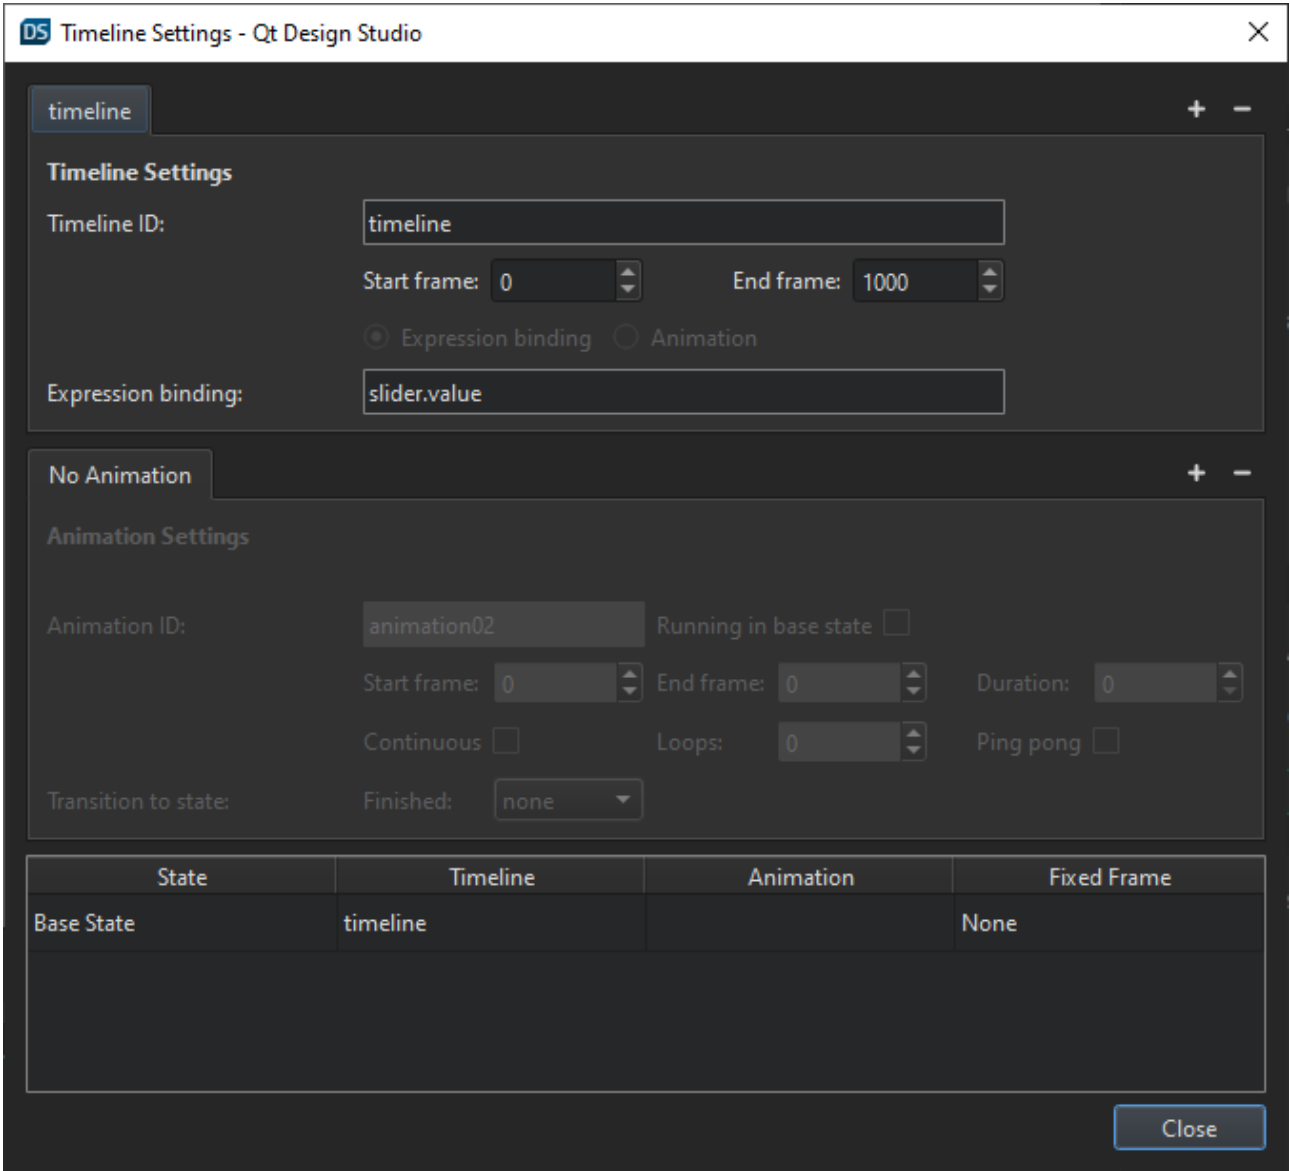 DS Timeline Settings - Qt Design Studio
timeline
Timeline Settings
Timeline ID: timeline
Start frame: 0 End frame: 1000
Expression binding Animation
Expression binding: slider.value
No Animation
Animation Settings
Animation ID: animation02 Running in base state
Start frame: 0 End frame: 0 Duration: 0
Continuous Loops: 0 Ping pong
Transition to state: Finished: none
State Timeline Animation Fixed Frame
Base State timeline None
Close